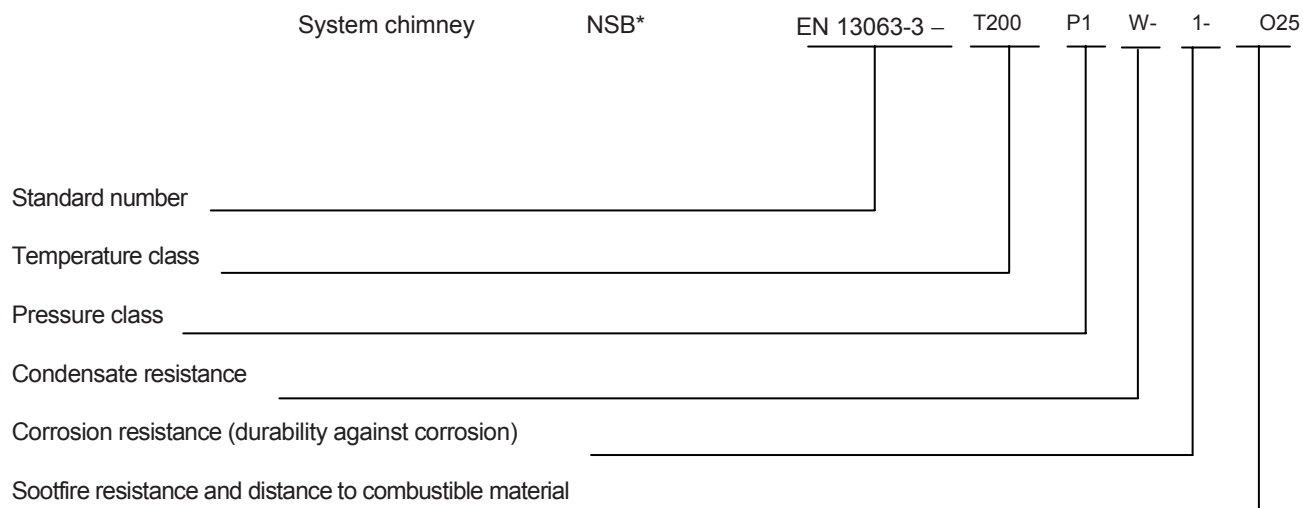 System chimney NSB* EN 13063-3 – T200 P1 W- 1- O25
Standard number
Temperature class
Pressure class
Condensate resistance
Corrosion resistance (durability against corrosion)
Sootfire resistance and distance to combustible material